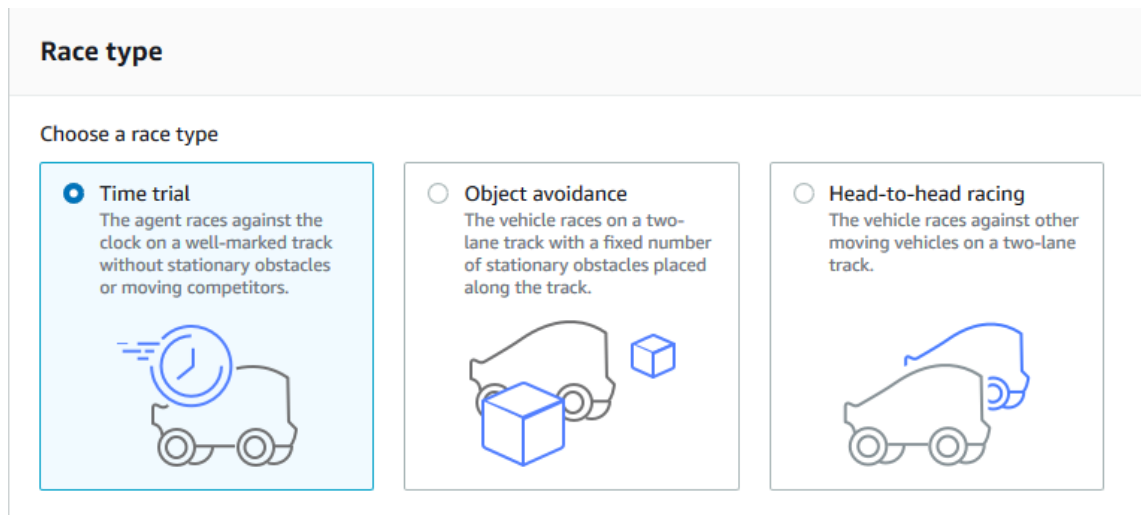 Race type
Choose a race type
Time trial
The agent races against the
clock on a well-marked track
without stationary obstacles
or moving competitors.
Object avoidance
The vehicle races on a two-
lane track with a fixed number
of stationary obstacles placed
along the track.
Head-to-head racing
The vehicle races against other
moving vehicles on a two-lane
track.